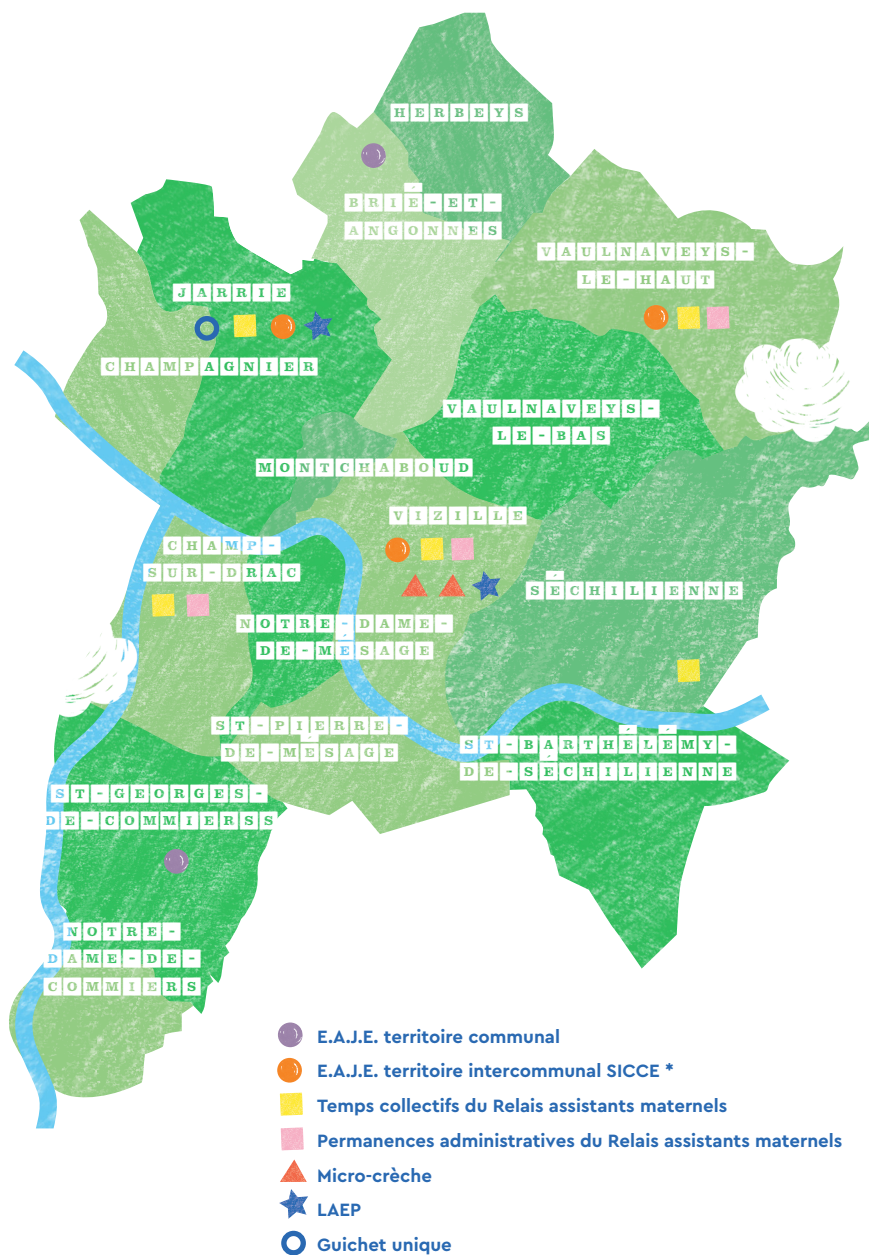 HERBEYS
BRIÉ-ET-
ANGONNES
VAULNAVEYS-
LE-HAUT
JARRIE
CHAMPAGNIER
VAULNAVEYS-
LE-BAS
MONTCHABOUD
VIZILLE
CHAMP-
SUR-DRAC
SÉCHILIENNE
NOTRE-DAME-
DE-MÉSAGE
ST-PIERRE-
DE-MÉSAGE
ST-BARTHÉLÉMY-
DE-SÉCHILIENNE
ST-GEORGES-
DE-COMMIERSS
NOTRE-
DAME-DE-
COMMIERS
E.A.J.E. territoire communal
E.A.J.E. territoire intercommunal SICCE *
Temps collectifs du Relais assistants maternels
Permanences administratives du Relais assistants maternels
Micro-crèche
LAEP
Guichet unique